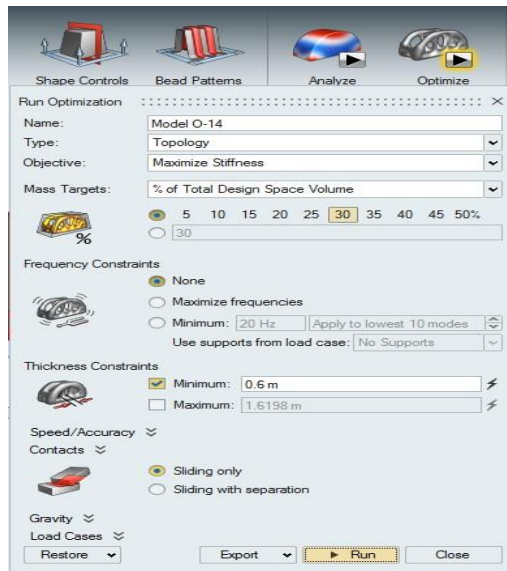 Shape Controls Bead Patterns Analyze Optimize
Run Optimization
Name: Model O-14
Type: Topology
Objective: Maximize Stiffness
Mass Targets: % of Total Design Space Volume
5 10 15 20 25 30 35 40 45 50%
30
%
Frequency Constraints
None
Maximize frequencies
Minimum: 20 Hz Apply to lowest 10 modes
Use supports from load case: No Supports
Thickness Constraints
Minimum: 0.6 m
Maximum: 1.6198 m
Speed/Accuracy
Contacts
Sliding only
Sliding with separation
Gravity
Load Cases
Restore Export Run Close